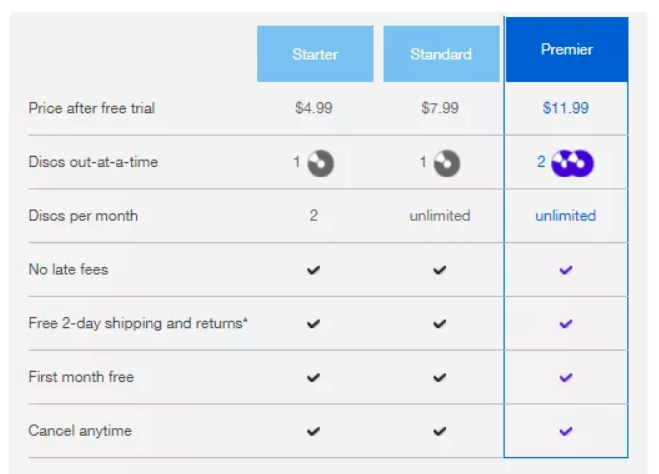 Starter Standard Premier
Price after free trial $4.99 $7.99 $11.99
Discs out-at-a-time 1 1 2
Discs per month 2 unlimited unlimited
No late fees
Free 2-day shipping and returns*
First month free
Cancel anytime